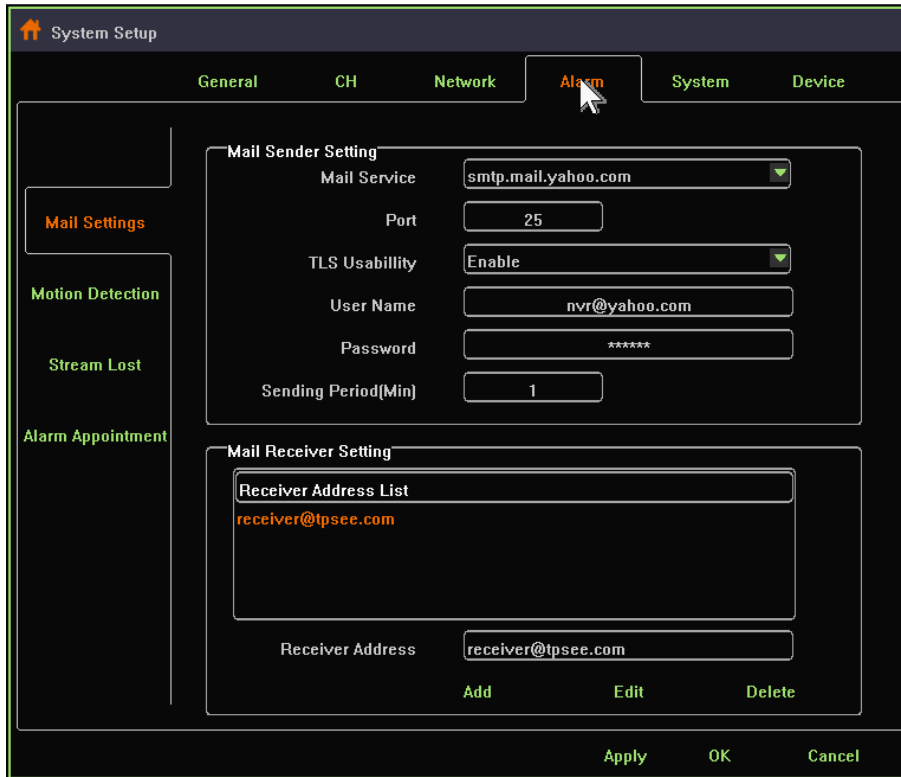 System Setup
General CH Network Alarm System Device
Mail Settings
Motion Detection
Stream Lost
Alarm Appointment
Mail Sender Setting
Mail Service smtp.mail.yahoo.com
Port 25
TLS Usabillity Enable
User Name nvr@yahoo.com
Password ******
Sending Period(Min) 1
Mail Receiver Setting
Receiver Address List
receiver@tpsee.com
Receiver Address receiver@tpsee.com
Add Edit Delete
Apply OK Cancel